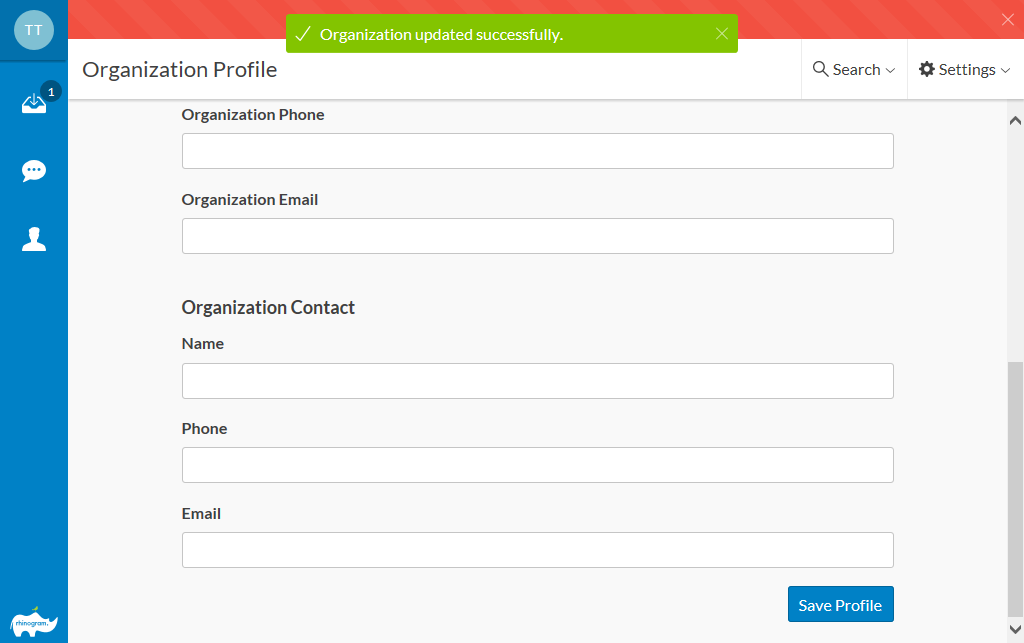 TT
Organization updated successfully.
Organization Profile
Search
Settings
1
Organization Phone
Organization Email
Organization Contact
Name
Phone
Email
Save Profile
rhinogram